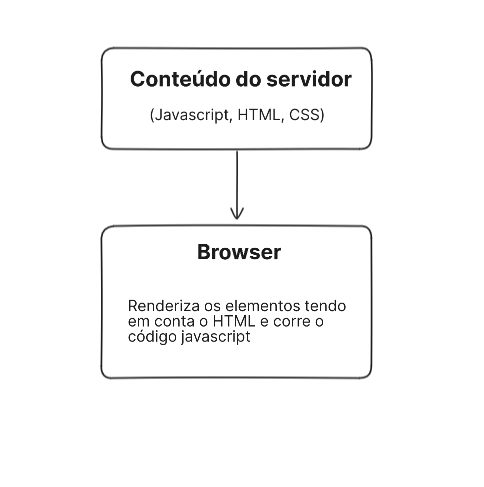 Conteúdo do servidor
(Javascript, HTML, CSS)
Browser
Renderiza os elementos tendo
em conta o HTML e corre o
código javascript